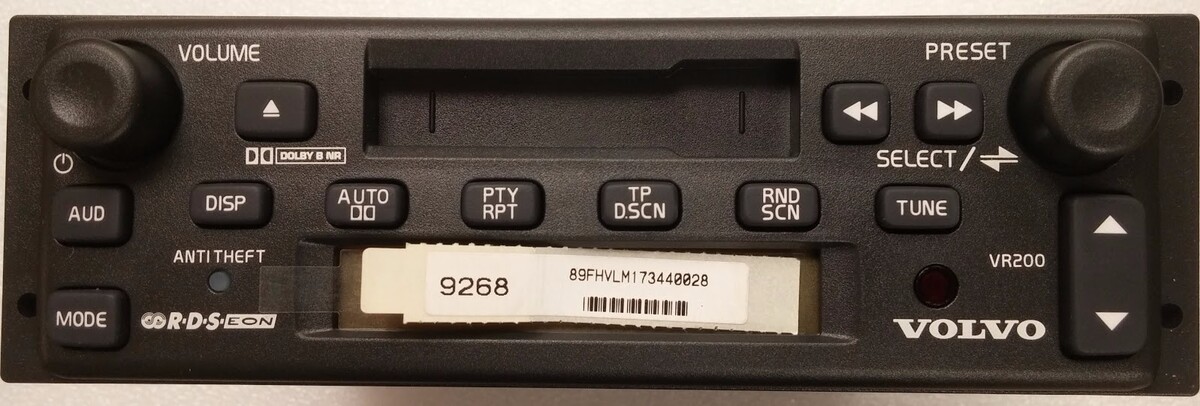 VOLUME
PRESET
DOLBY B NR
SELECT/
AUD
DISP
AUTO
PTY
RPT
TP
D.SCN
RND
SCN
TUNE
ANTI THEFT
VR200
9268
89FHVLM173440028
MODE
R·D·S·EON
VOLVO